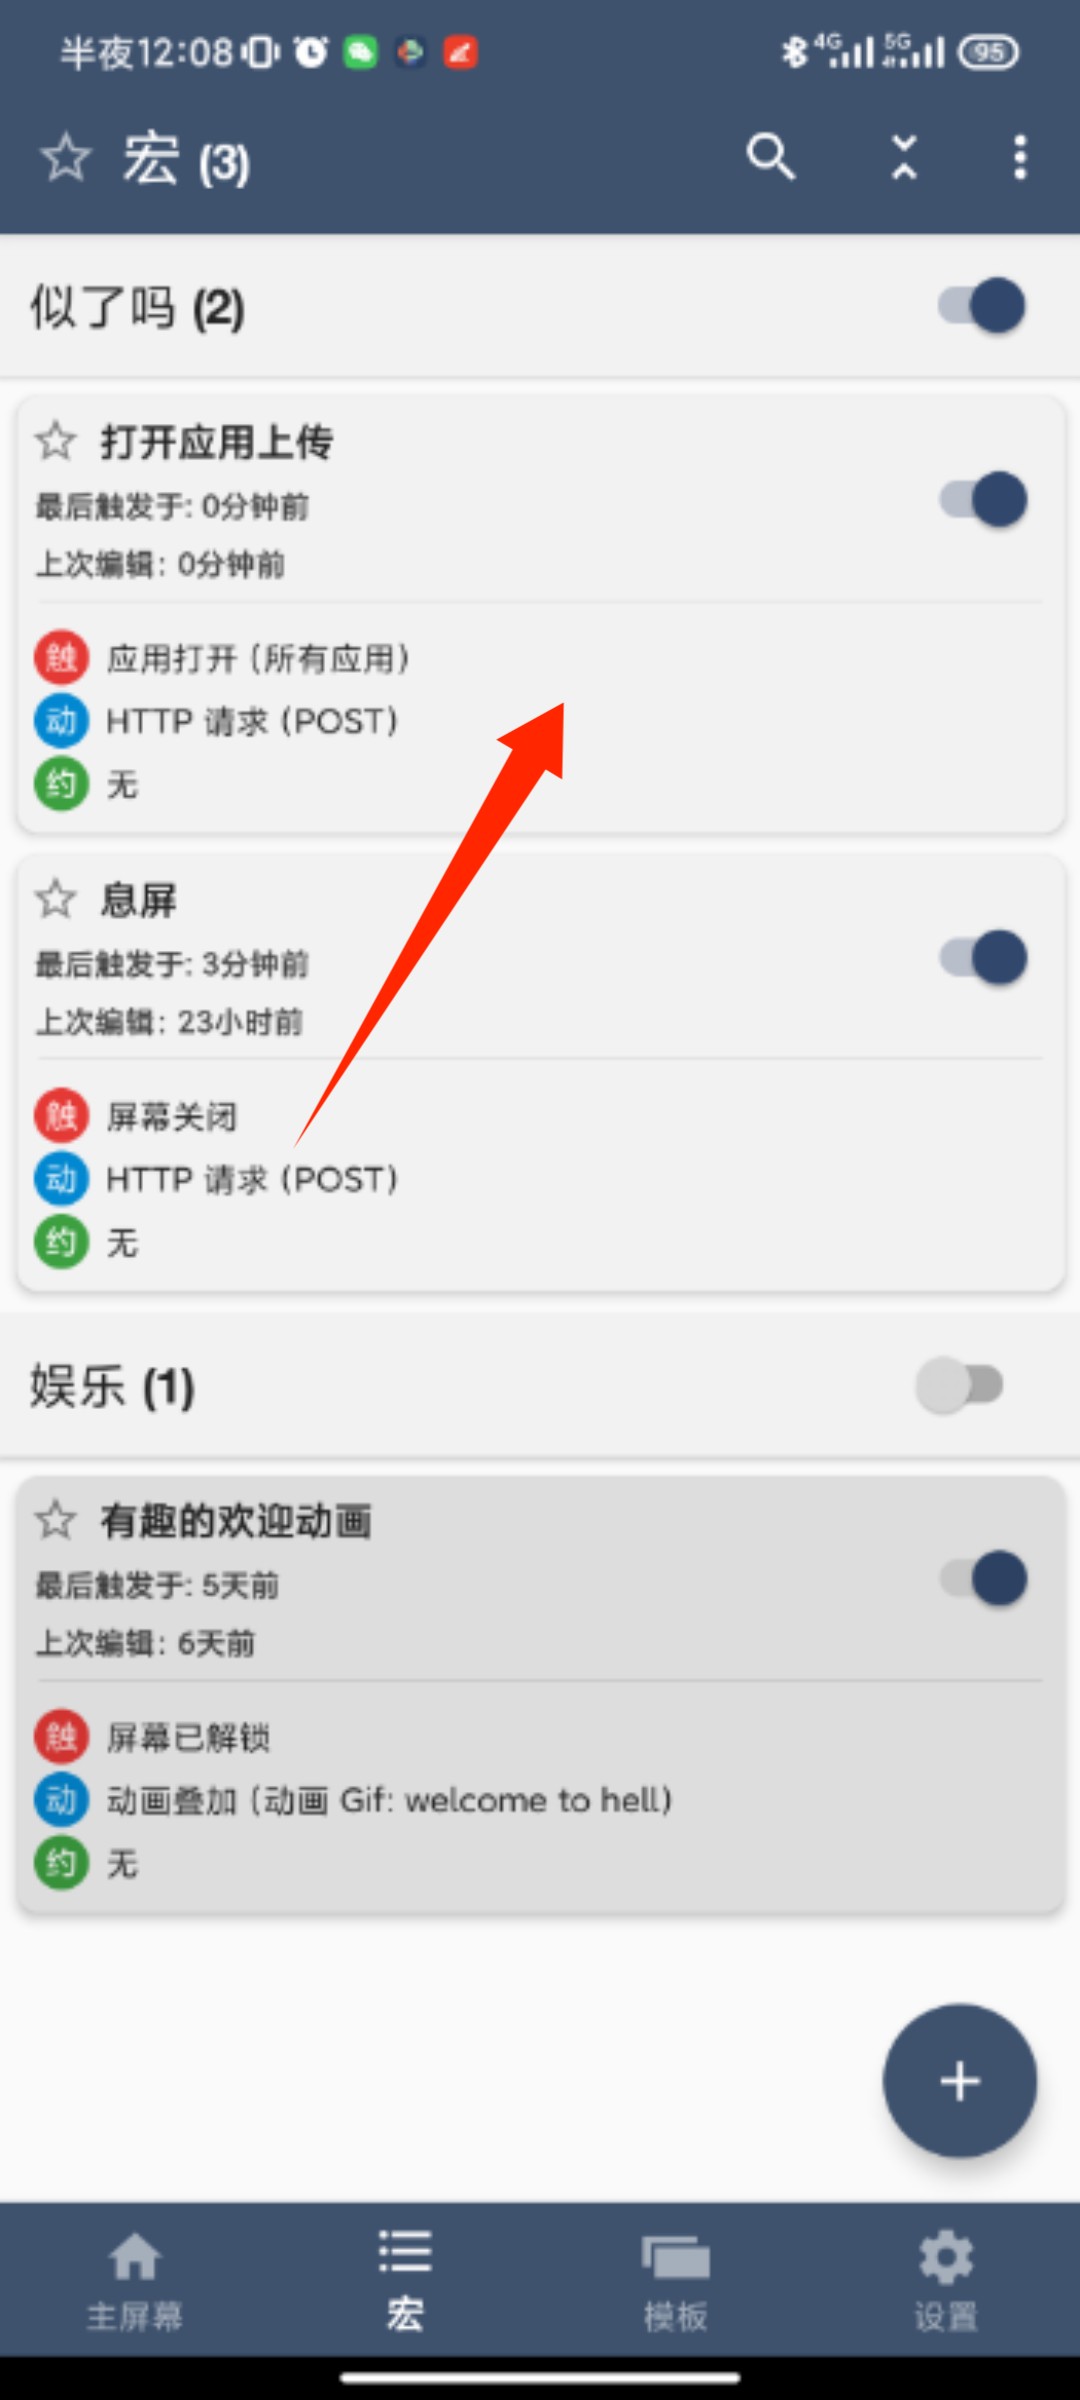 半夜12:08 4G 5G 95
宏 (3)
似了吗 (2)
打开应用上传
最后触发于: 0分钟前
上次编辑: 0分钟前
触 应用打开 (所有应用)
动 HTTP 请求 (POST)
约 无
息屏
最后触发于: 3分钟前
上次编辑: 23小时前
触 屏幕关闭
动 HTTP 请求 (POST)
约 无
娱乐 (1)
有趣的欢迎动画
最后触发于: 5天前
上次编辑: 6天前
触 屏幕已解锁
动 动画叠加 (动画 Gif: welcome to hell)
约 无
主屏幕 宏 模板 设置